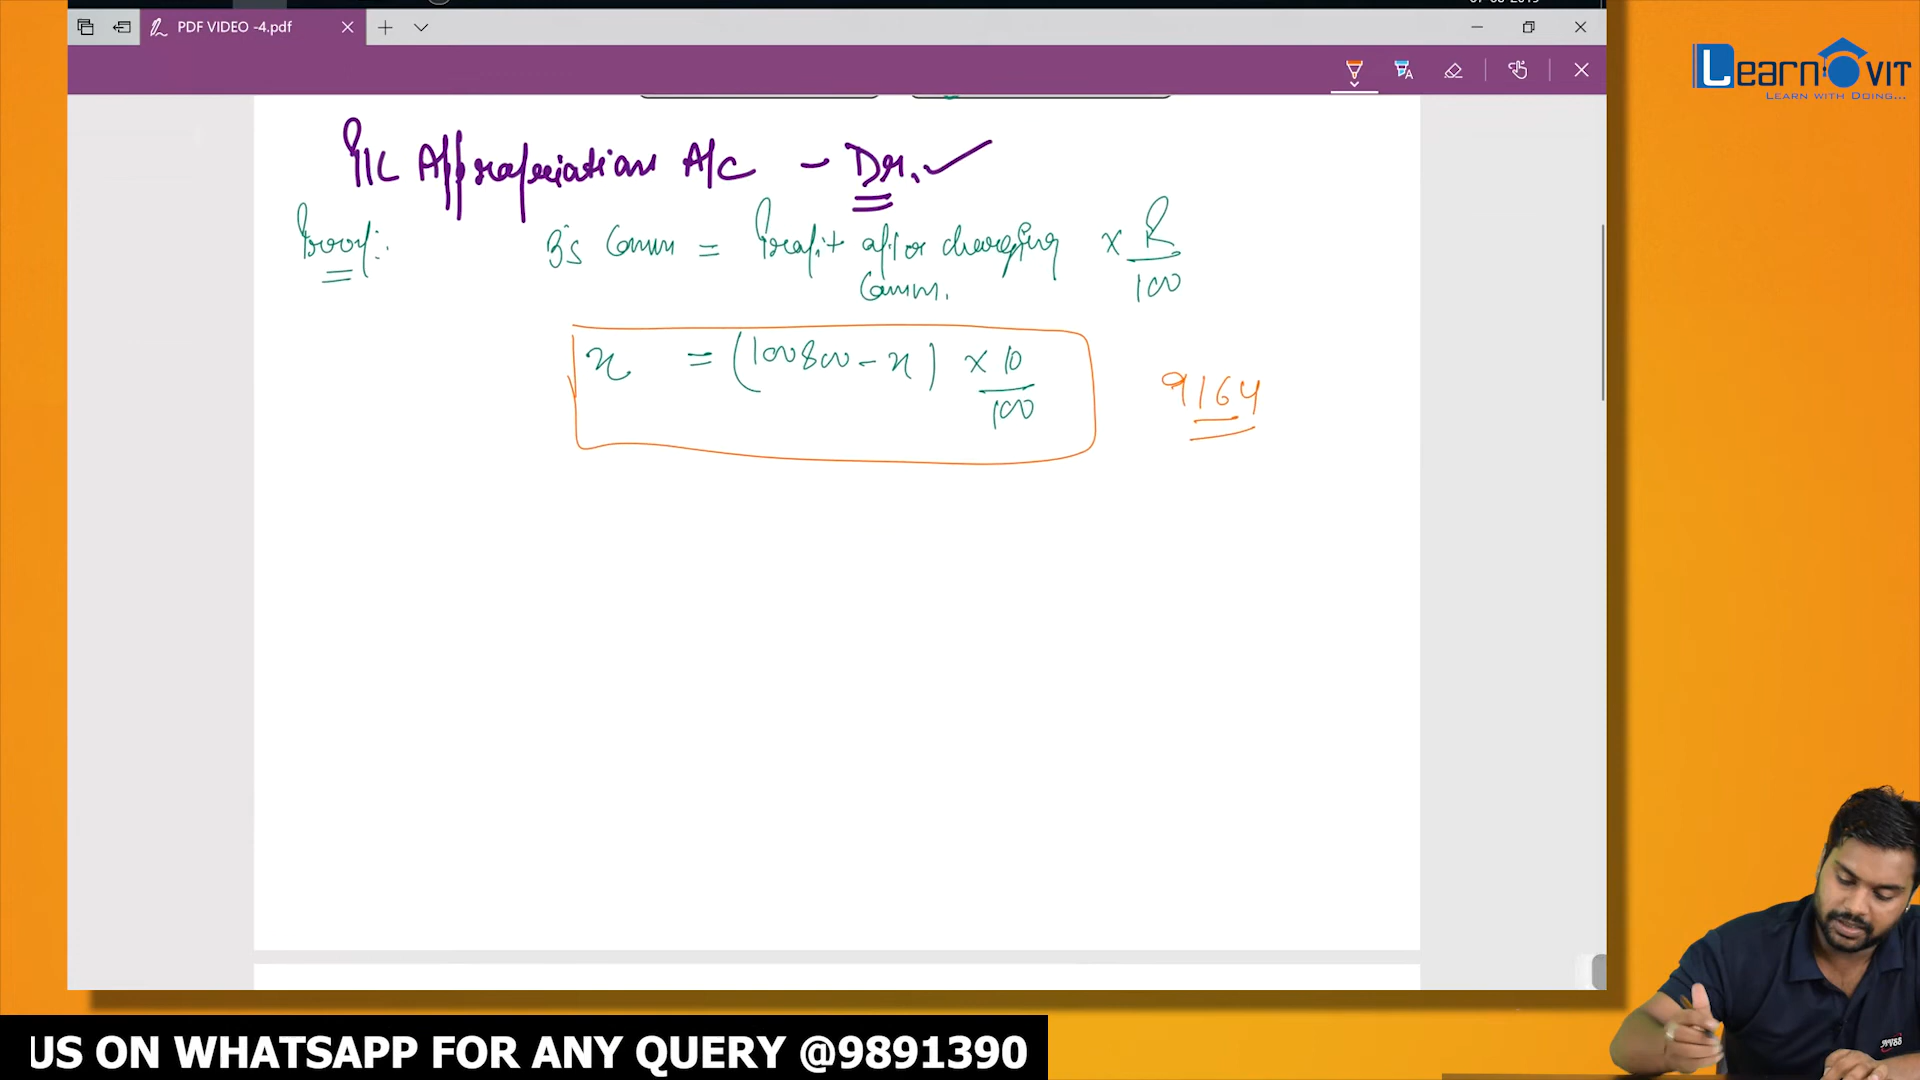 PDF VIDEO -4.pdf
Learn VIT
LEARN WITH DOING...
P/L Appropriation A/C - Dr. ✓
Proof:
B's Comm = Profit after charging Comm. x R/100
x = (100800 - x) x 10/100
9164
US ON WHATSAPP FOR ANY QUERY @9891390